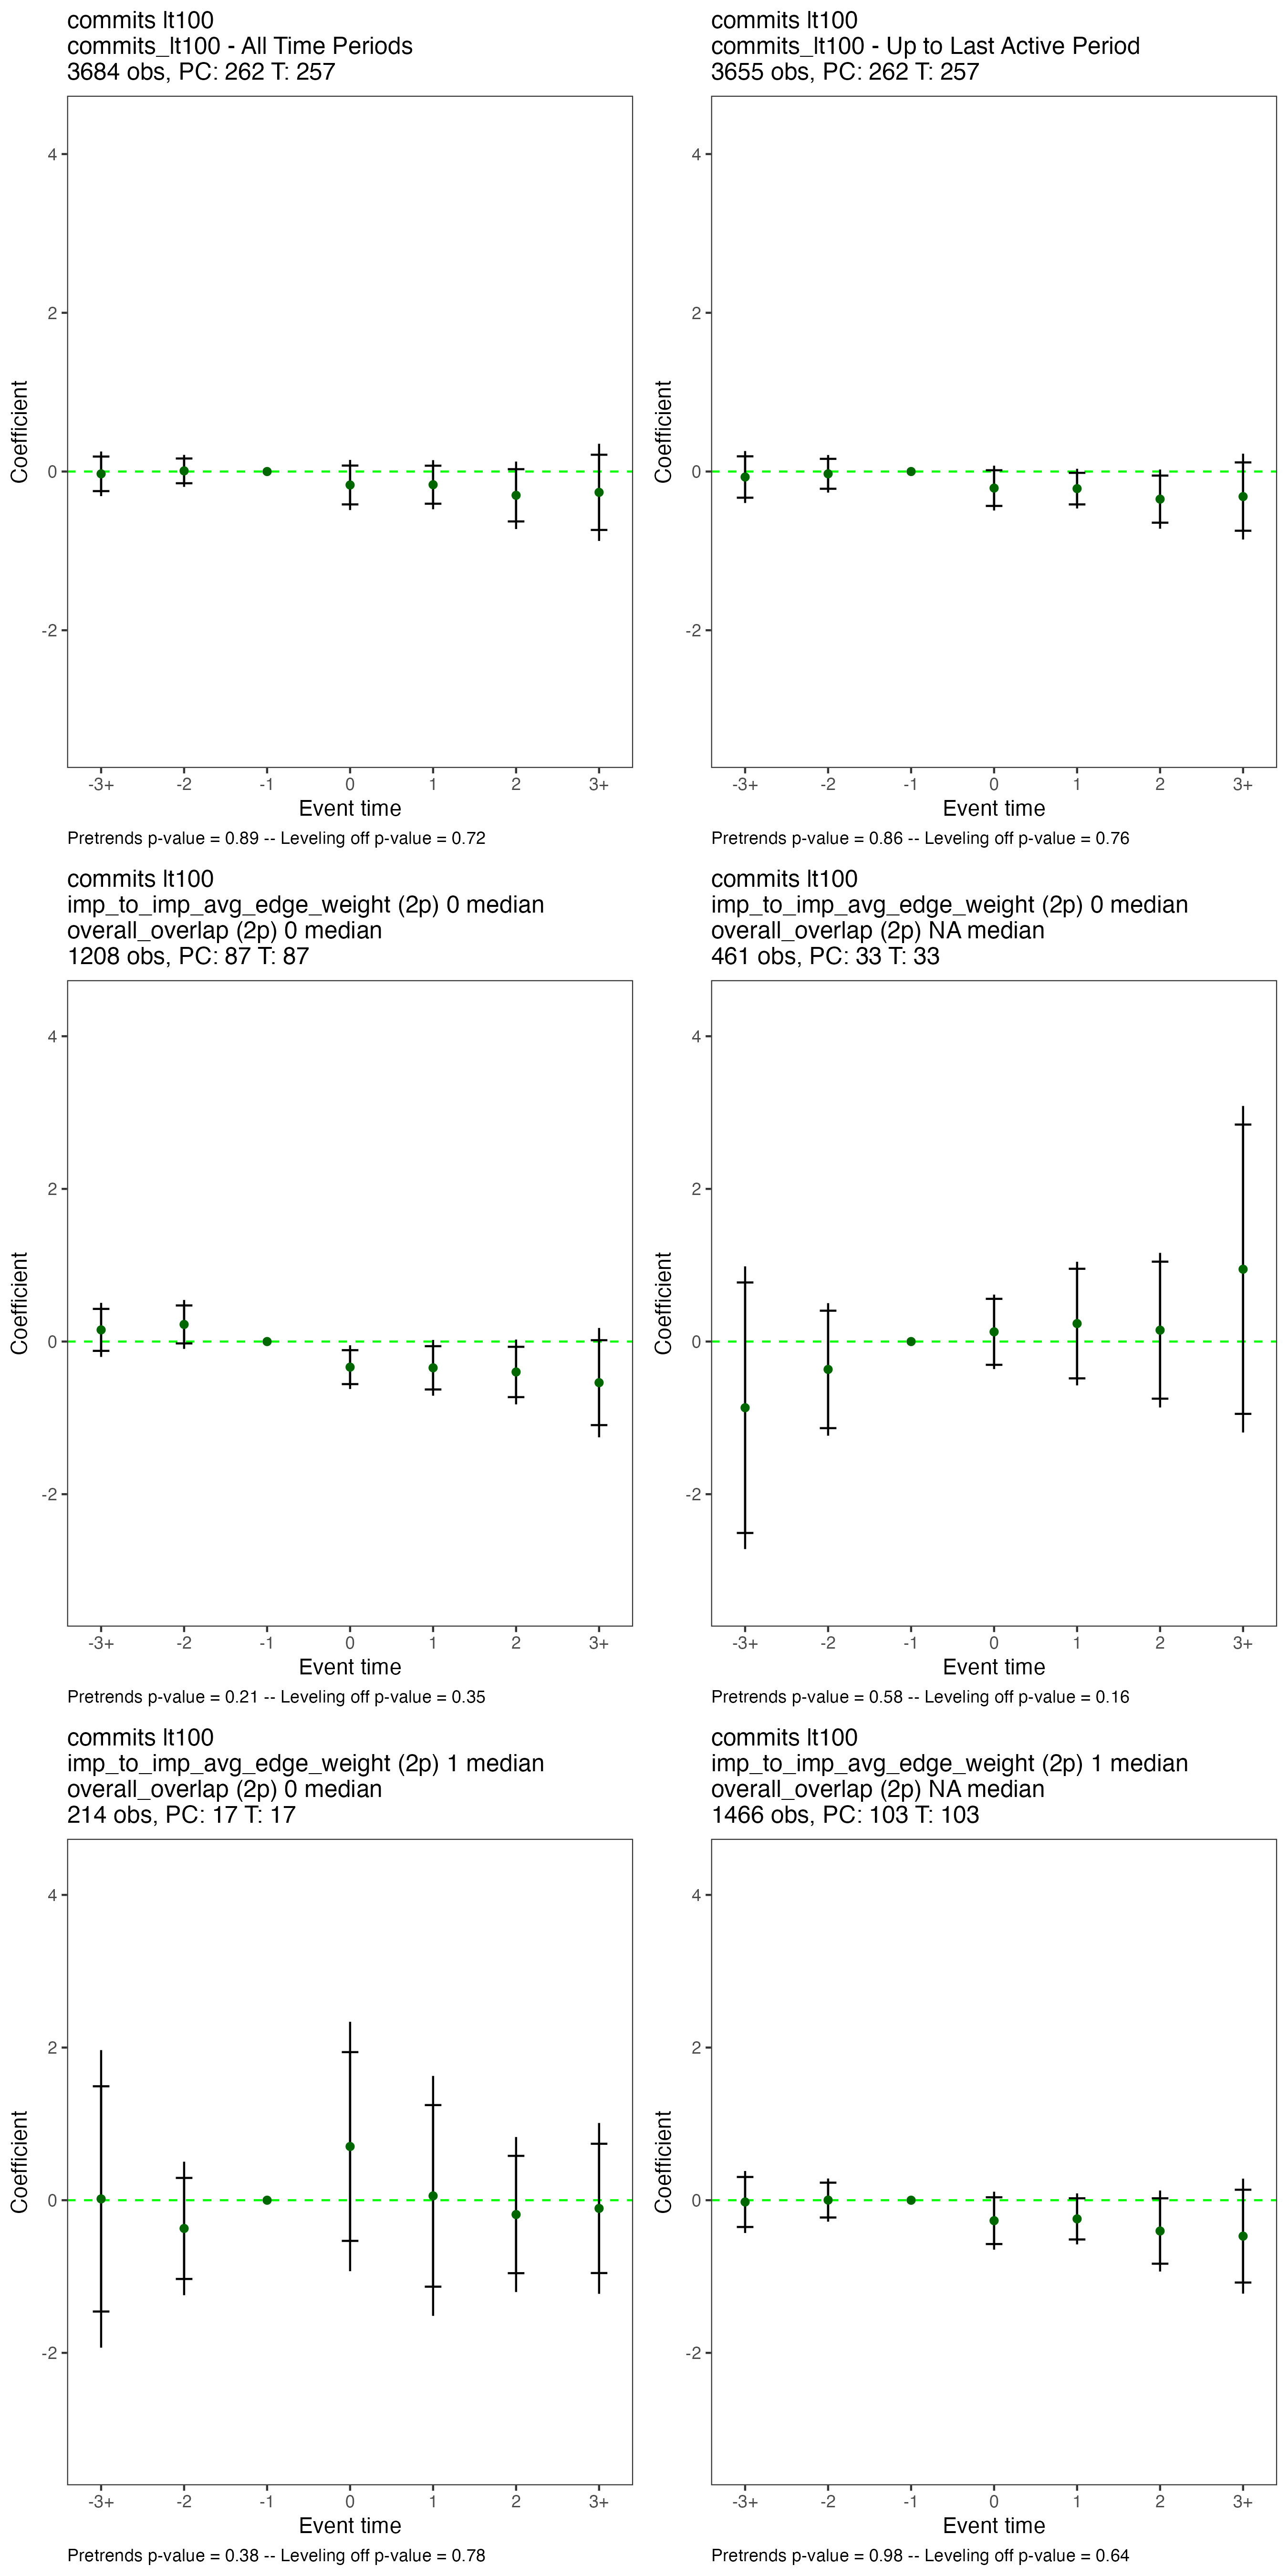 commits lt100
commits_lt100 - All Time Periods
3684 obs, PC: 262 T: 257
4
2
0
-2
Coefficient
-3+ -2 -1 0 1 2 3+
Event time
Pretrends p-value = 0.89 -- Leveling off p-value = 0.72
commits lt100
commits_lt100 - Up to Last Active Period
3655 obs, PC: 262 T: 257
4
2
0
-2
Coefficient
-3+ -2 -1 0 1 2 3+
Event time
Pretrends p-value = 0.86 -- Leveling off p-value = 0.76
commits lt100
imp_to_imp_avg_edge_weight (2p) 0 median
overall_overlap (2p) 0 median
1208 obs, PC: 87 T: 87
4
2
0
-2
Coefficient
-3+ -2 -1 0 1 2 3+
Event time
Pretrends p-value = 0.21 -- Leveling off p-value = 0.35
commits lt100
imp_to_imp_avg_edge_weight (2p) 0 median
overall_overlap (2p) NA median
461 obs, PC: 33 T: 33
4
2
0
-2
Coefficient
-3+ -2 -1 0 1 2 3+
Event time
Pretrends p-value = 0.58 -- Leveling off p-value = 0.16
commits lt100
imp_to_imp_avg_edge_weight (2p) 1 median
overall_overlap (2p) 0 median
214 obs, PC: 17 T: 17
4
2
0
-2
Coefficient
-3+ -2 -1 0 1 2 3+
Event time
Pretrends p-value = 0.38 -- Leveling off p-value = 0.78
commits lt100
imp_to_imp_avg_edge_weight (2p) 1 median
overall_overlap (2p) NA median
1466 obs, PC: 103 T: 103
4
2
0
-2
Coefficient
-3+ -2 -1 0 1 2 3+
Event time
Pretrends p-value = 0.98 -- Leveling off p-value = 0.64